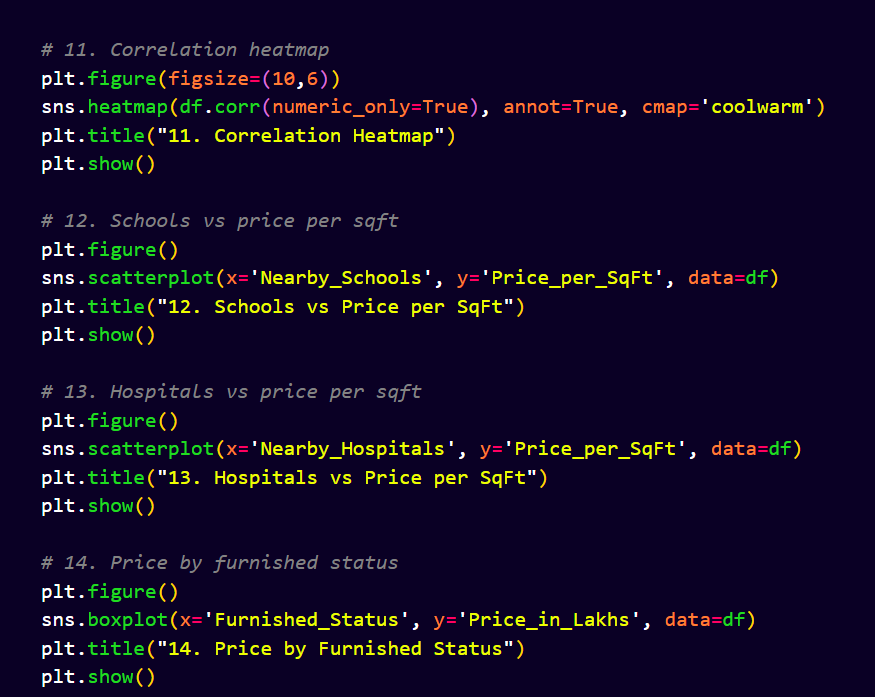 # 11. Correlation heatmap
plt.figure(figsize=(10,6))
sns.heatmap(df.corr(numeric_only=True), annot=True, cmap='coolwarm')
plt.title("11. Correlation Heatmap")
plt.show()
# 12. Schools vs price per sqft
plt.figure()
sns.scatterplot(x='Nearby_Schools', y='Price_per_SqFt', data=df)
plt.title("12. Schools vs Price per SqFt")
plt.show()
# 13. Hospitals vs price per sqft
plt.figure()
sns.scatterplot(x='Nearby_Hospitals', y='Price_per_SqFt', data=df)
plt.title("13. Hospitals vs Price per SqFt")
plt.show()
# 14. Price by furnished status
plt.figure()
sns.boxplot(x='Furnished_Status', y='Price_in_Lakhs', data=df)
plt.title("14. Price by Furnished Status")
plt.show()